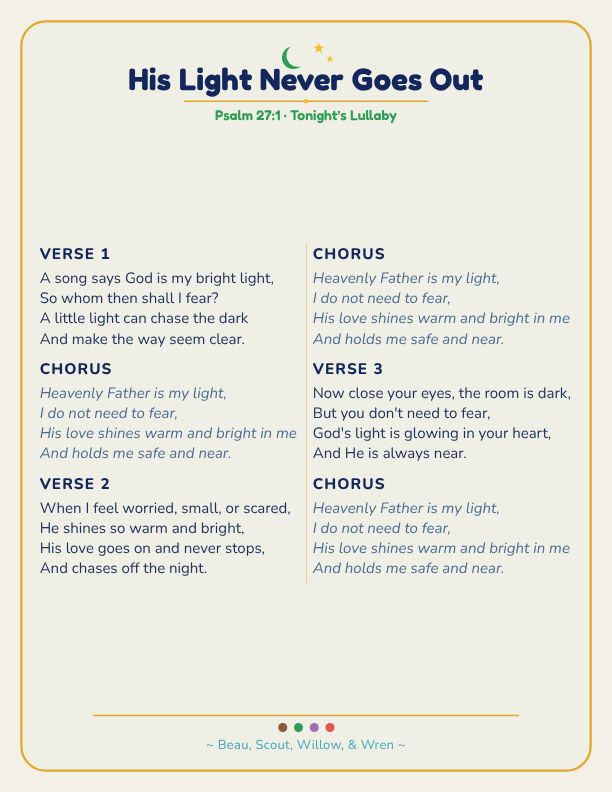 His Light Never Goes Out
Psalm 27:1 · Tonight's Lullaby
VERSE 1
A song says God is my bright light,
So whom then shall I fear?
A little light can chase the dark
And make the way seem clear.
CHORUS
Heavenly Father is my light,
I do not need to fear,
His love shines warm and bright in me
And holds me safe and near.
VERSE 2
When I feel worried, small, or scared,
He shines so warm and bright,
His love goes on and never stops,
And chases off the night.
CHORUS
Heavenly Father is my light,
I do not need to fear,
His love shines warm and bright in me
And holds me safe and near.
VERSE 3
Now close your eyes, the room is dark,
But you don't need to fear,
God's light is glowing in your heart,
And He is always near.
CHORUS
Heavenly Father is my light,
I do not need to fear,
His love shines warm and bright in me
And holds me safe and near.
~ Beau, Scout, Willow, & Wren ~